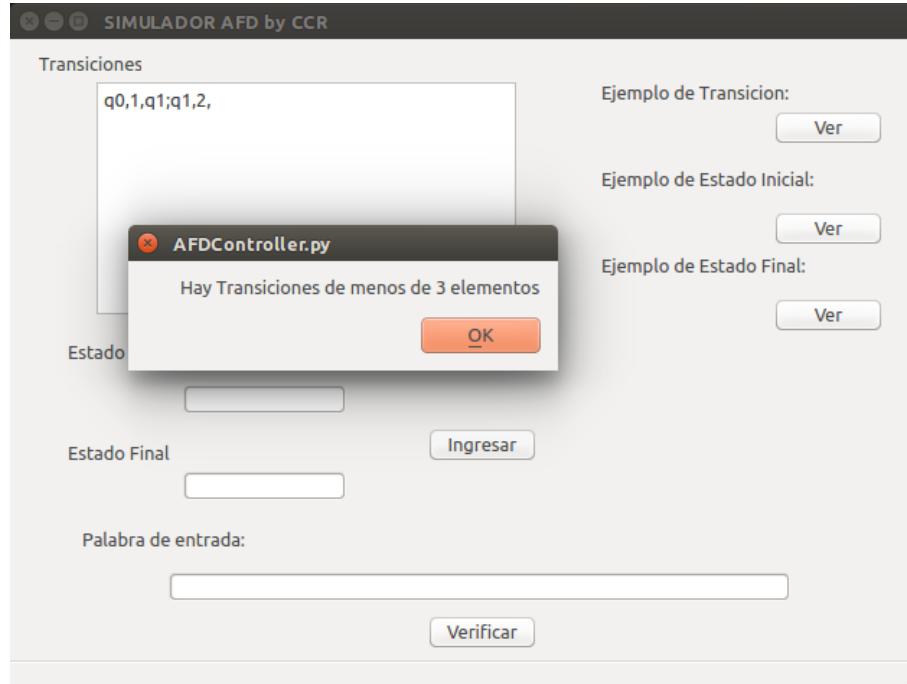 SIMULADOR AFD by CCR
Transiciones
q0,1,q1;q1,2,
Ejemplo de Transicion:
Ver
Ejemplo de Estado Inicial:
Ver
AFDController.py
Hay Transiciones de menos de 3 elementos
OK
Ejemplo de Estado Final:
Ver
Estado
Ingresar
Estado Final
Palabra de entrada:
Verificar